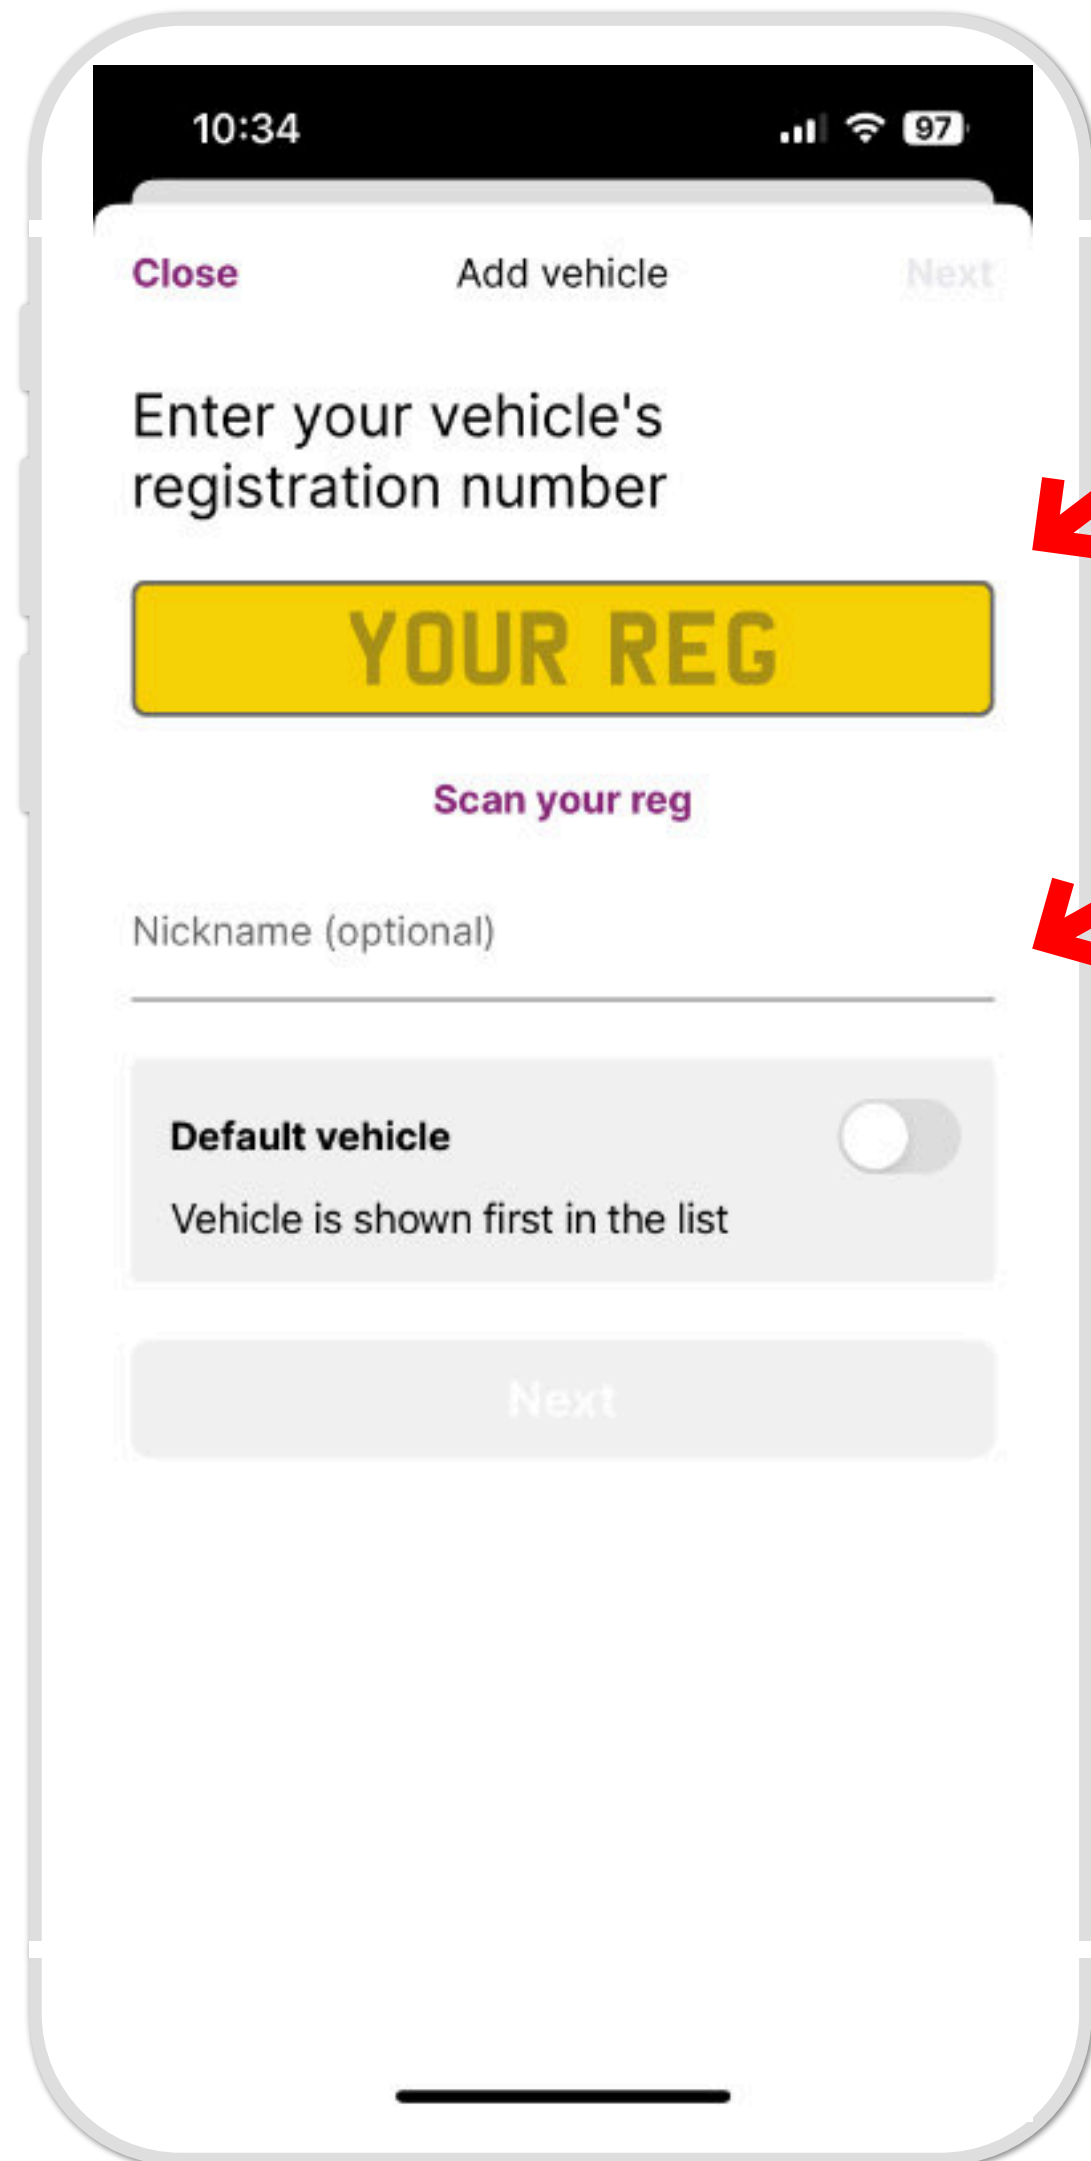 10:34 97
Close Add vehicle Next
Enter your vehicle's
registration number
YOUR REG
Scan your reg
Nickname (optional)
Default vehicle
Vehicle is shown first in the list
Next